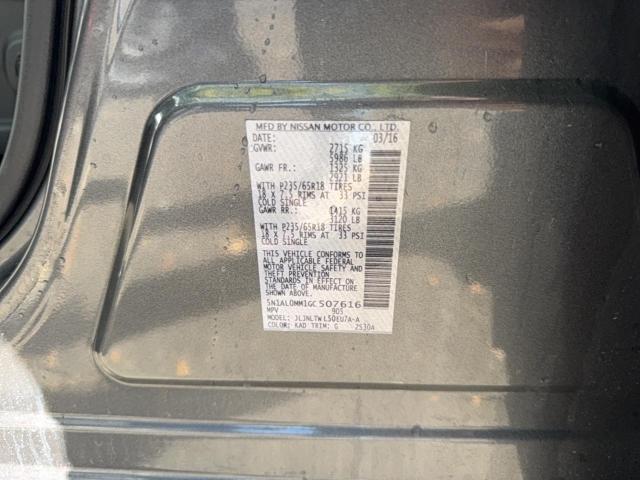 MFD BY NISSAN MOTOR CO., LTD.
DATE: 03/16
GVWR: 2715 KG
5986 LB
GAWR FR.: 1325 KG
2921 LB
WITH P235/65R18 TIRES
18 X 7.5 RIMS AT 33 PSI
COLD SINGLE
GAWR RR.: 1415 KG
3120 LB
WITH P235/65R18 TIRES
18 X 7.5 RIMS AT 33 PSI
COLD SINGLE
THIS VEHICLE CONFORMS TO
ALL APPLICABLE FEDERAL
MOTOR VEHICLE SAFETY AND
THEFT PREVENTION
STANDARDS IN EFFECT ON
THE DATE OF MANUFACTURE
SHOWN ABOVE.
5N1AL0MM1GC507616
MPV 905
MODEL: JLJNLTW L50EU7A-A
COLOR: KAD TRIM: G 2S30A